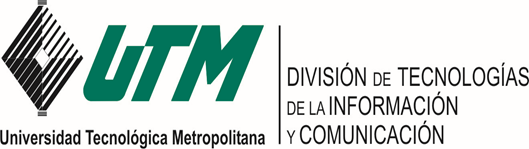 UTM
Universidad Tecnológica Metropolitana
DIVISIÓN DE TECNOLOGÍAS
DE LA INFORMACIÓN
Y COMUNICACIÓN